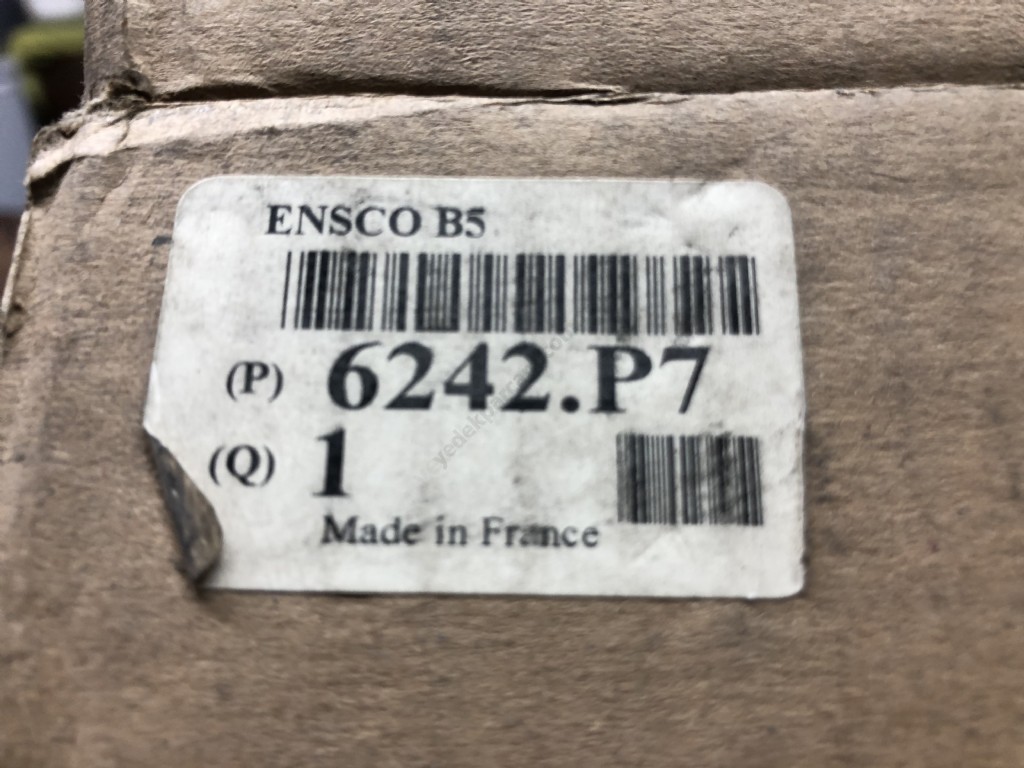 ENSCO B5
(P) 6242.P7
(Q) 1
Made in France